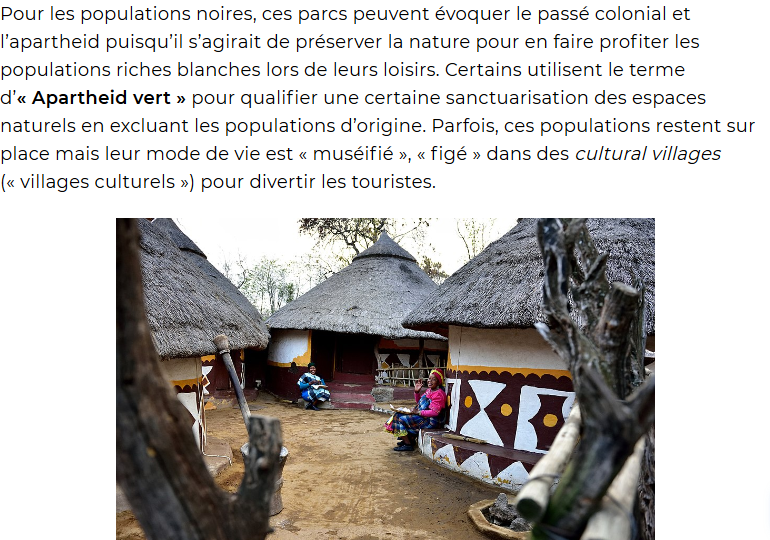 Pour les populations noires, ces parcs peuvent évoquer le passé colonial et
l’apartheid puisqu’il s’agirait de préserver la nature pour en faire profiter les
populations riches blanches lors de leurs loisirs. Certains utilisent le terme
d’« Apartheid vert » pour qualifier une certaine sanctuarisation des espaces
naturels en excluant les populations d’origine. Parfois, ces populations restent sur
place mais leur mode de vie est « muséifié », « figé » dans des cultural villages
(« villages culturels ») pour divertir les touristes.